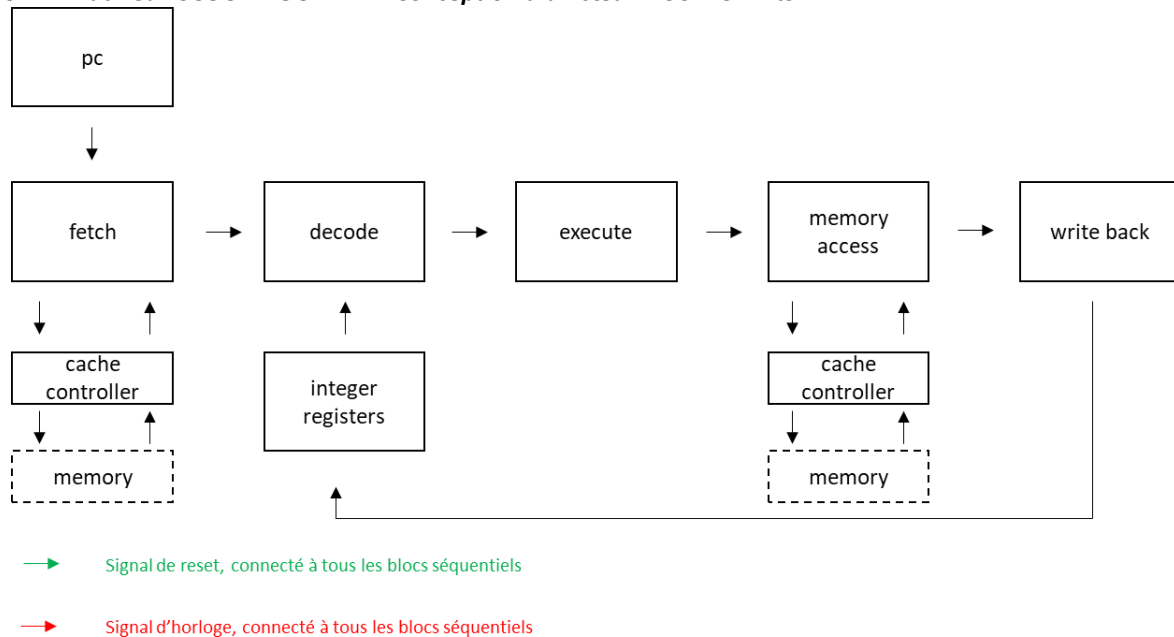 pc
fetch
decode
execute
memory
access
write back
cache
controller
integer
registers
cache
controller
memory
memory
Signal de reset, connecté à tous les blocs séquentiels
Signal d'horloge, connecté à tous les blocs séquentiels